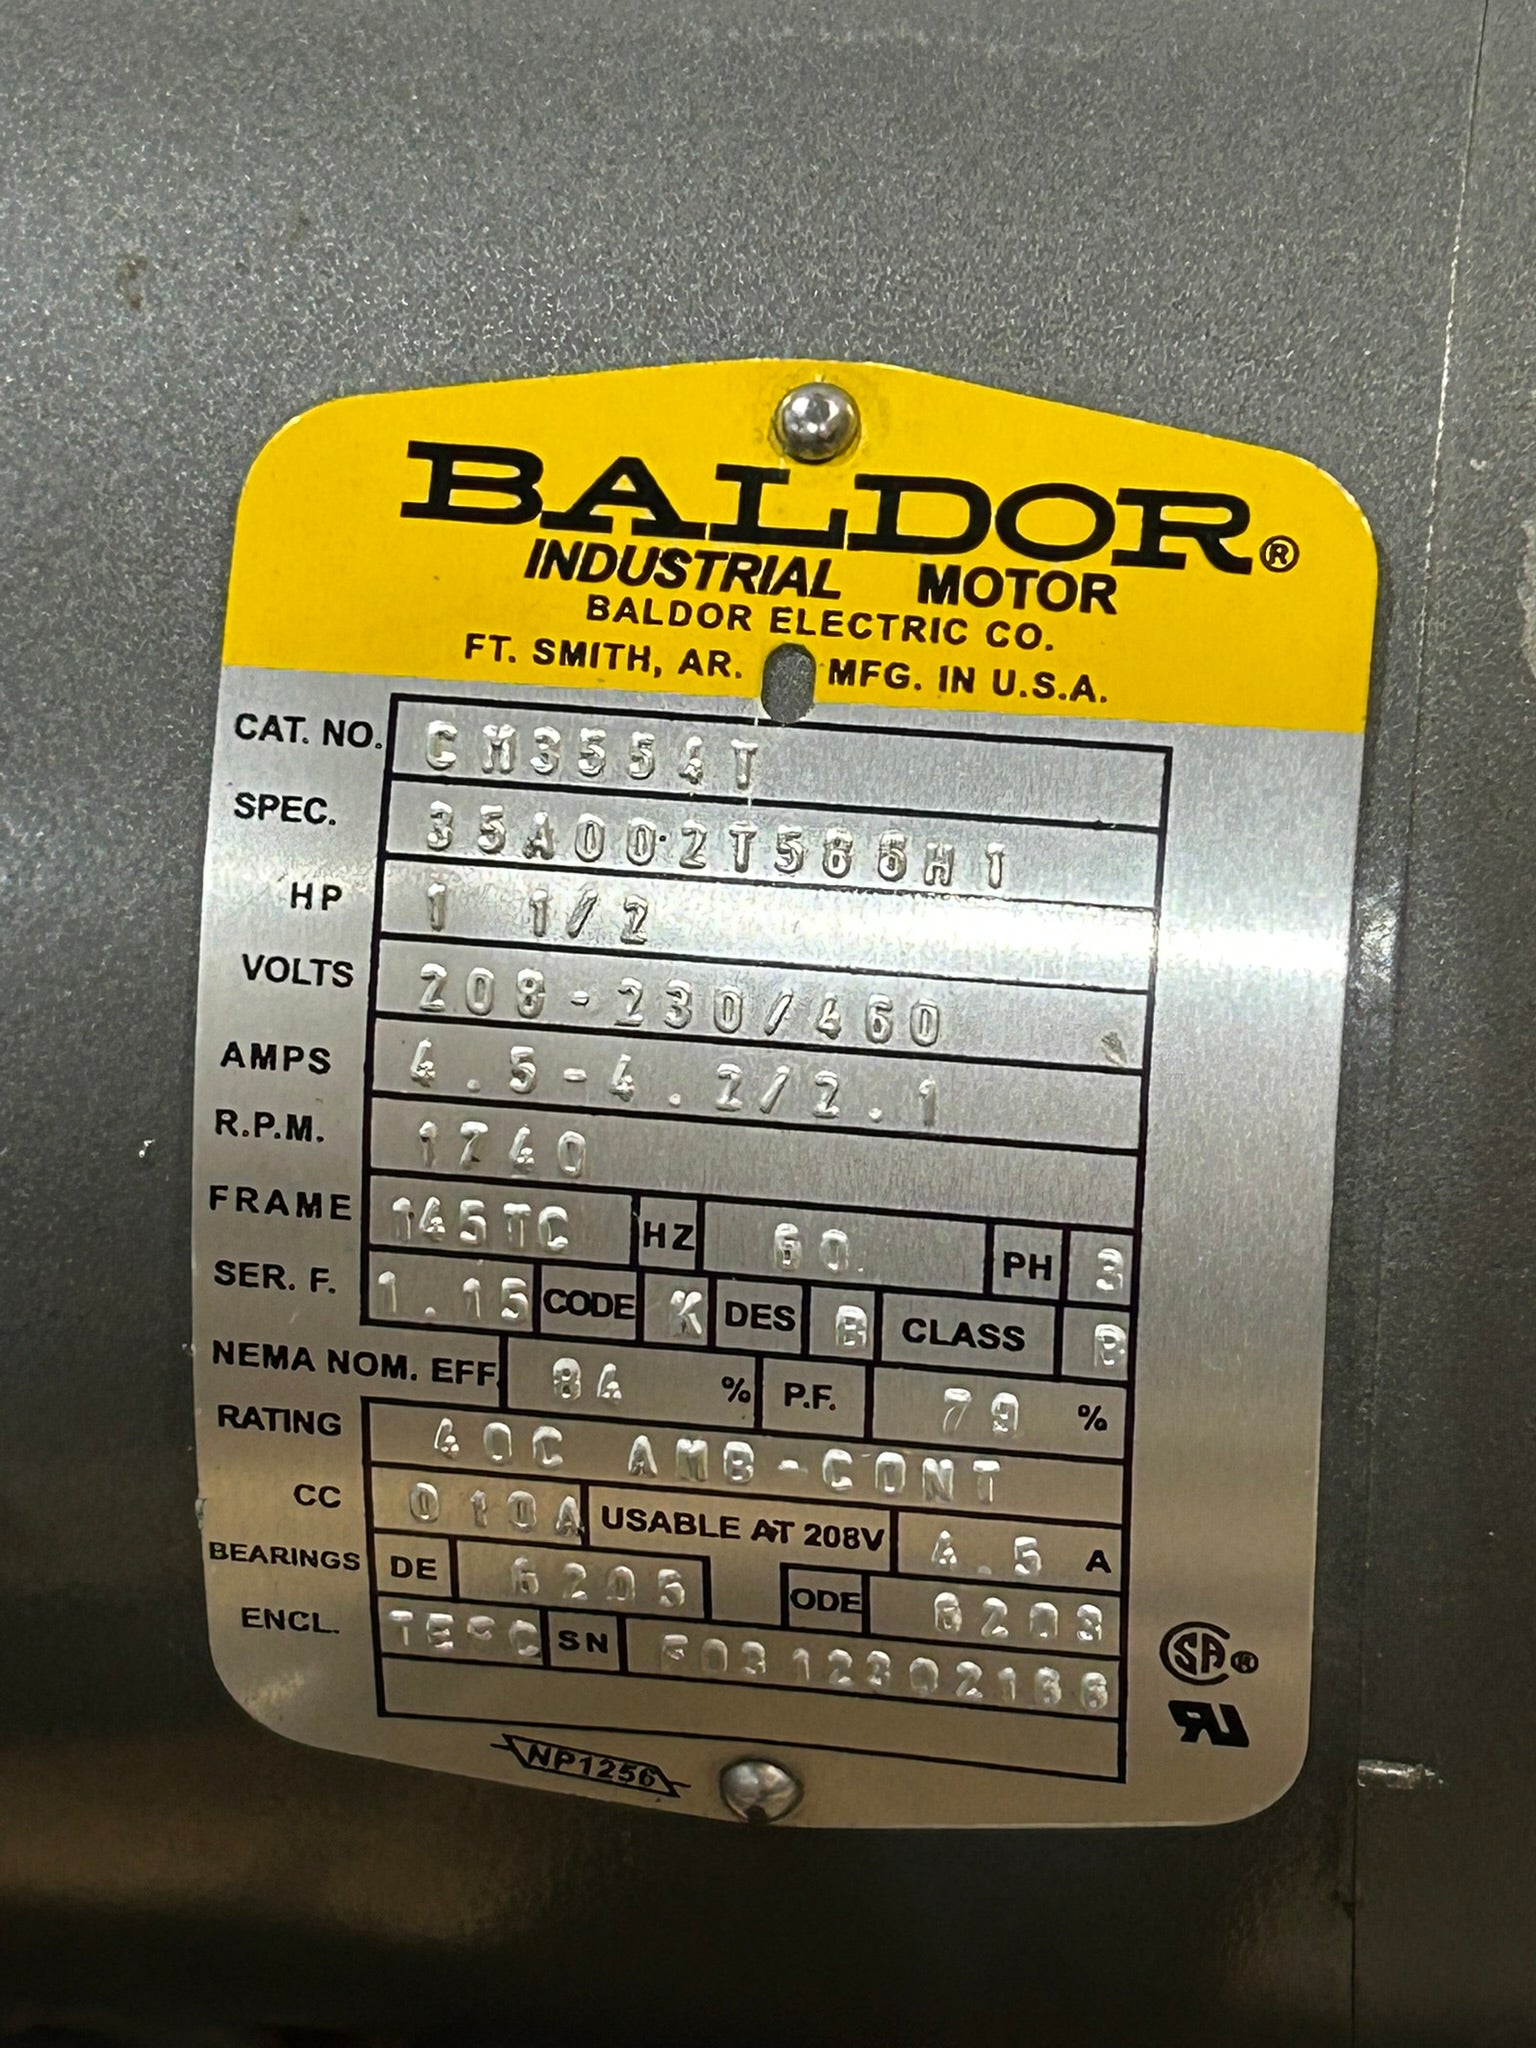 BALDOR®
INDUSTRIAL MOTOR
BALDOR ELECTRIC CO.
FT. SMITH, AR. MFG. IN U.S.A.
CAT. NO. CM3554T
SPEC. 35A002T566H1
HP 1 1/2
VOLTS 208-230/460
AMPS 4.5-4.2/2.1
R.P.M. 1740
FRAME 145TC HZ 60 PH 3
SER. F. 1.15 CODE K DES B CLASS B
NEMA NOM. EFF. 84 % P.F. 79 %
RATING 40C AMB-CONT
CC 010A USABLE AT 208V 4.5 A
BEARINGS DE 6205 ODE 6203
ENCL. TEFC SN
NP1256
SA®